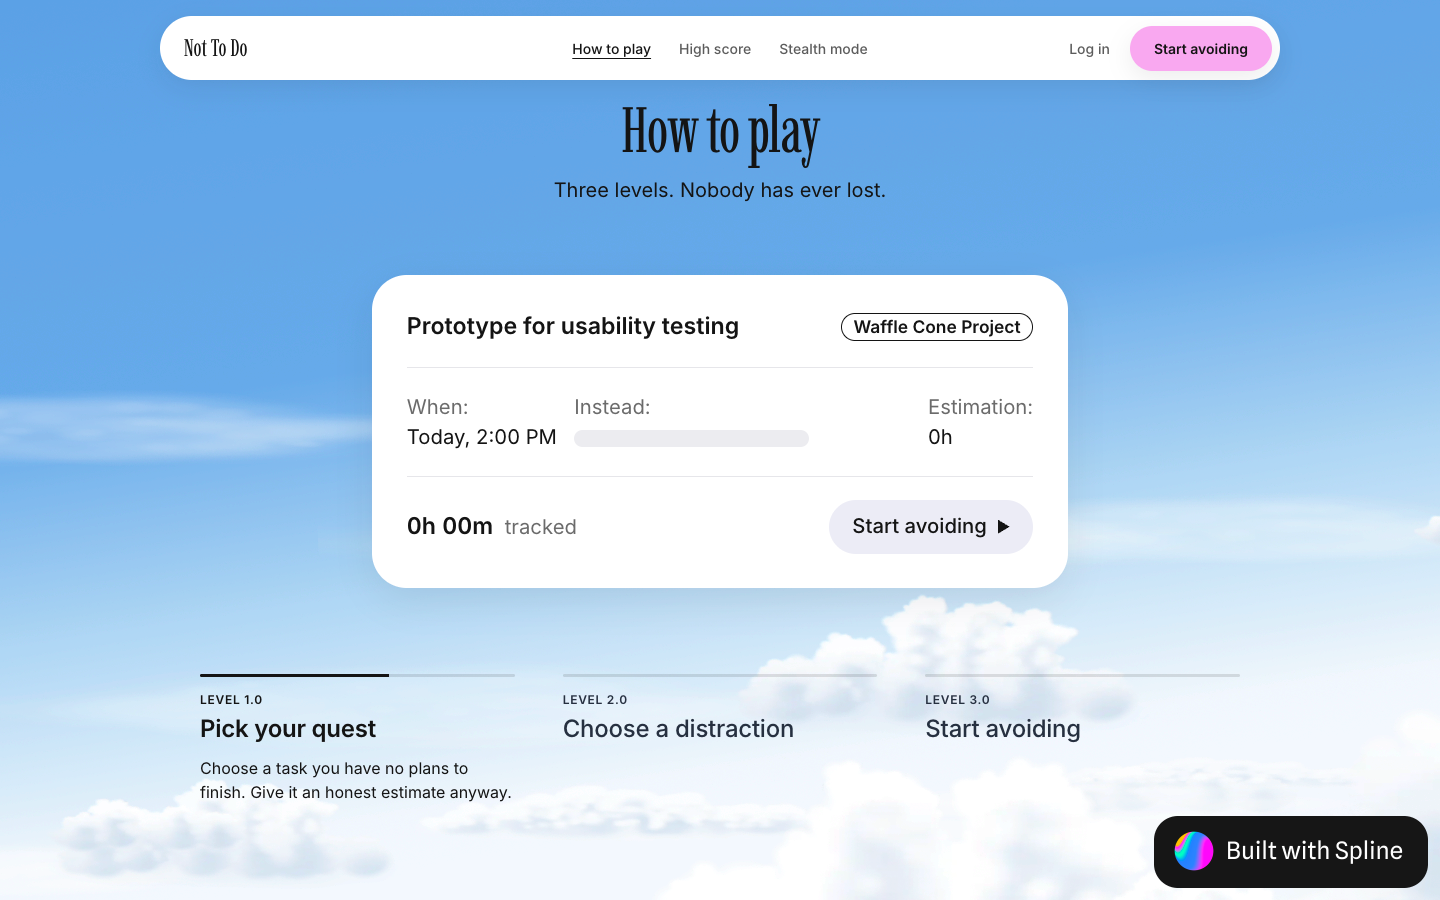 Not To Do
How to play
High score
Stealth mode
Log in
Start avoiding
How to play
Three levels. Nobody has ever lost.
Prototype for usability testing
Waffle Cone Project
When:
Instead:
Estimation:
Today, 2:00 PM
0h
0h 00m tracked
Start avoiding
LEVEL 1.0
Pick your quest
Choose a task you have no plans to
finish. Give it an honest estimate anyway.
LEVEL 2.0
Choose a distraction
LEVEL 3.0
Start avoiding
Built with Spline